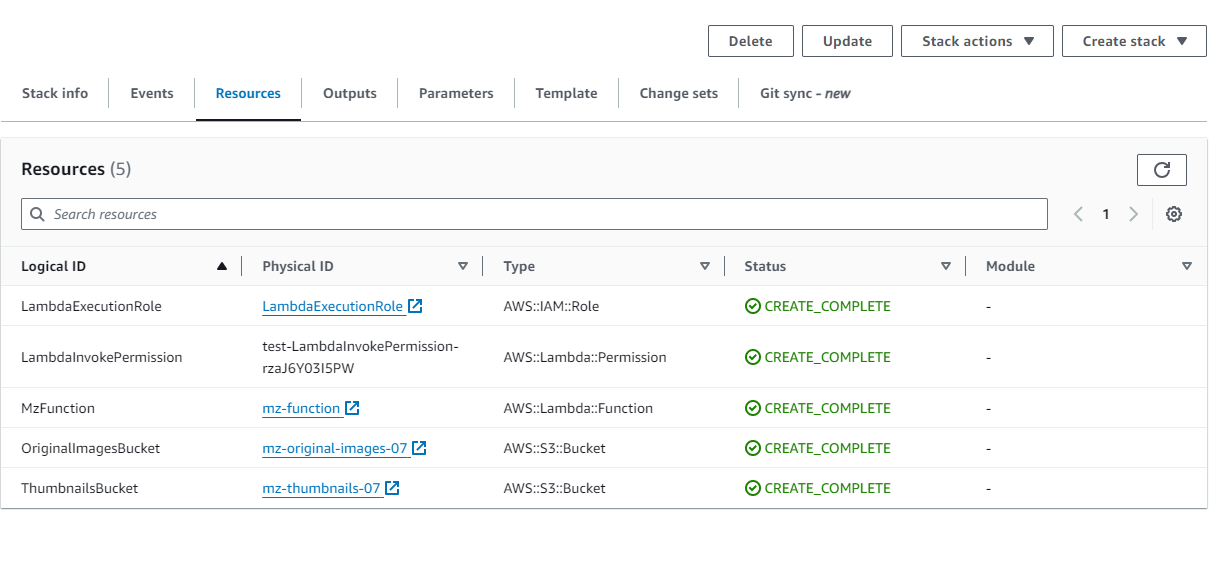 Delete
Update
Stack actions
Create stack
Stack info
Events
Resources
Outputs
Parameters
Template
Change sets
Git sync - new
Resources (5)
Search resources
1
Logical ID
Physical ID
Type
Status
Module
LambdaExecutionRole
LambdaExecutionRole
AWS::IAM::Role
CREATE_COMPLETE
-
LambdaInvokePermission
test-LambdaInvokePermission-
rzaJ6Y03I5PW
AWS::Lambda::Permission
CREATE_COMPLETE
-
MzFunction
mz-function
AWS::Lambda::Function
CREATE_COMPLETE
-
OriginalImagesBucket
mz-original-images-07
AWS::S3::Bucket
CREATE_COMPLETE
-
ThumbnailsBucket
mz-thumbnails-07
AWS::S3::Bucket
CREATE_COMPLETE
-